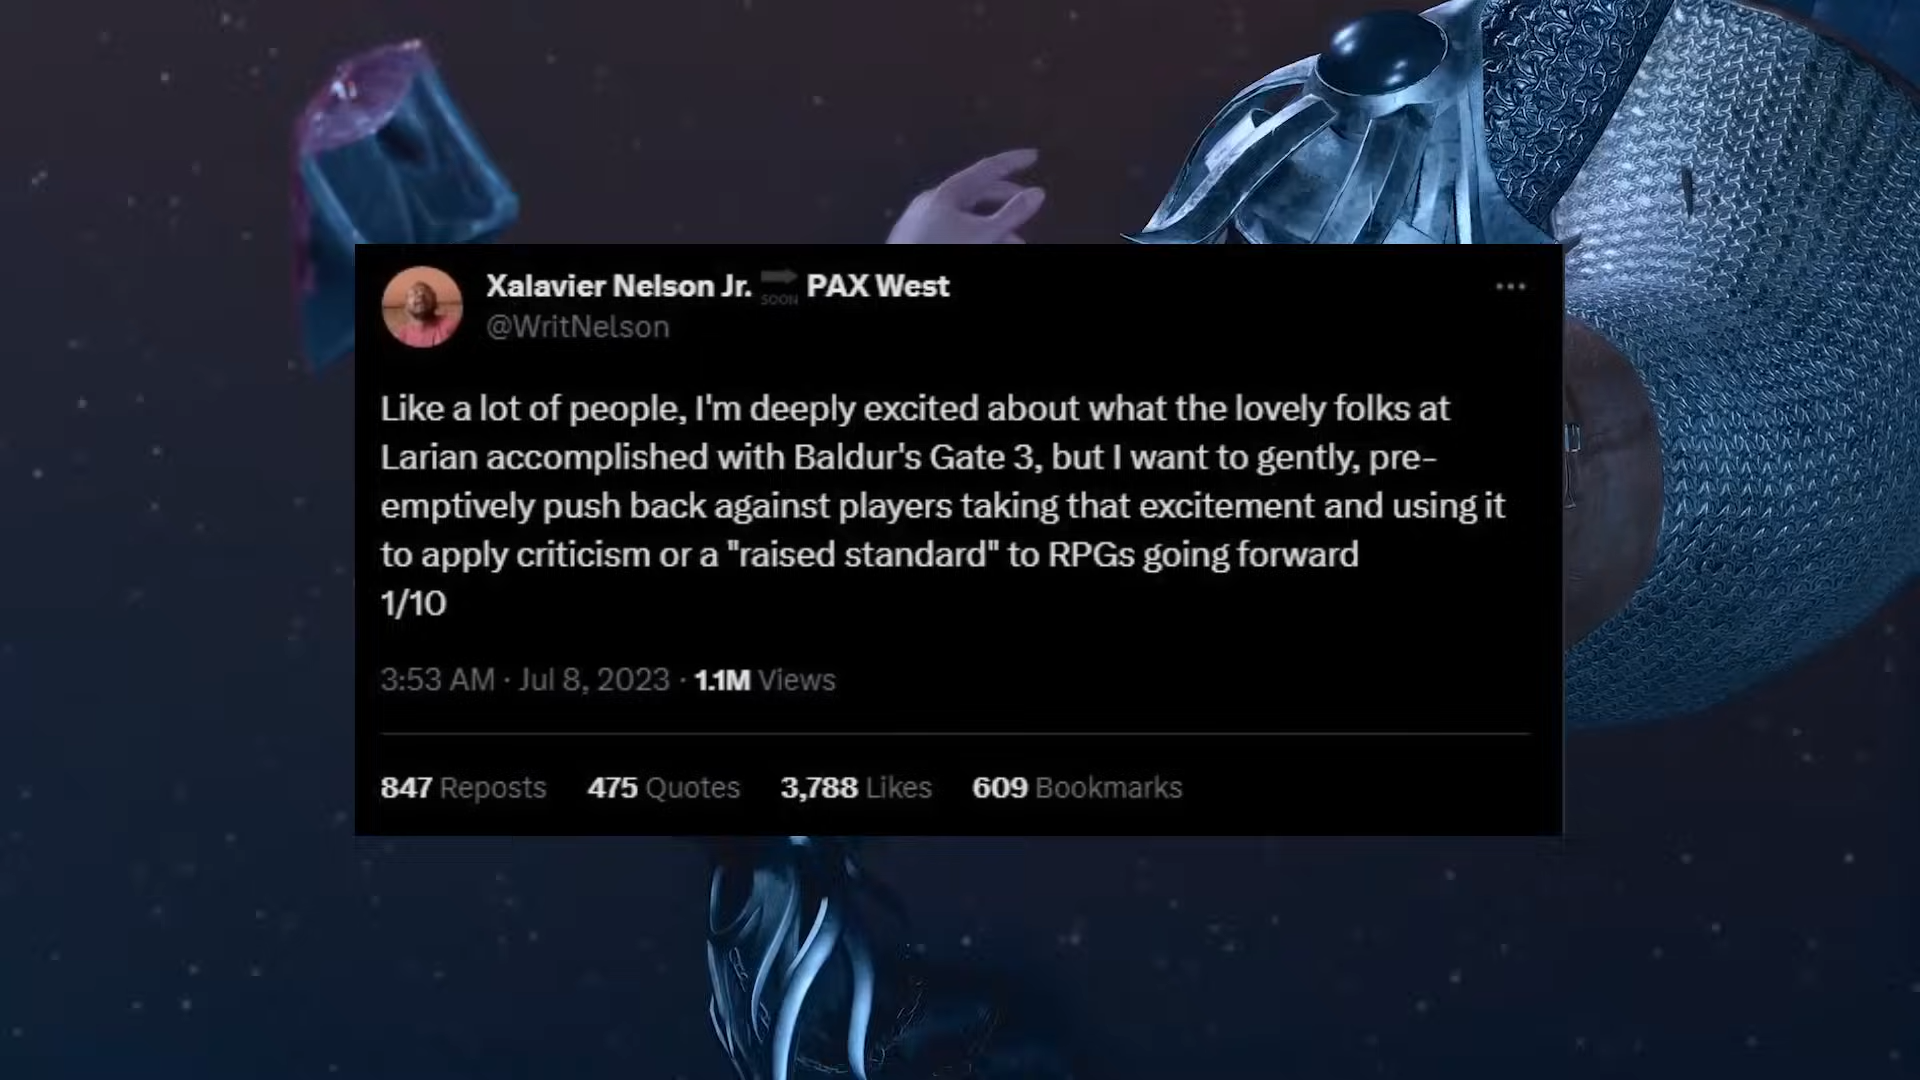 Xalavier Nelson Jr. 🔜 PAX West
@WritNelson
Like a lot of people, I'm deeply excited about what the lovely folks at
Larian accomplished with Baldur's Gate 3, but I want to gently, pre-
emptively push back against players taking that excitement and using it
to apply criticism or a "raised standard" to RPGs going forward
1/10
3:53 AM · Jul 8, 2023 · 1.1M Views
847 Reposts 475 Quotes 3,788 Likes 609 Bookmarks